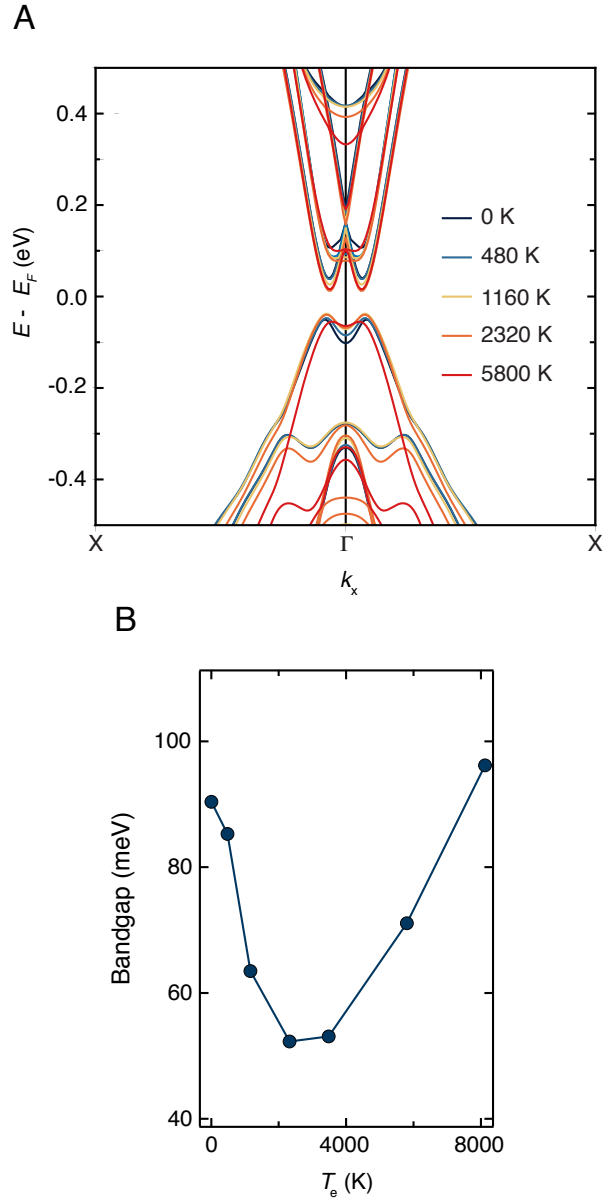 A
0.4
0.2
0.0
-0.2
-0.4
E - E_F (eV)
0 K
480 K
1160 K
2320 K
5800 K
X
Γ
X
k_x
B
100
80
60
40
Bandgap (meV)
0
4000
8000
T_e (K)